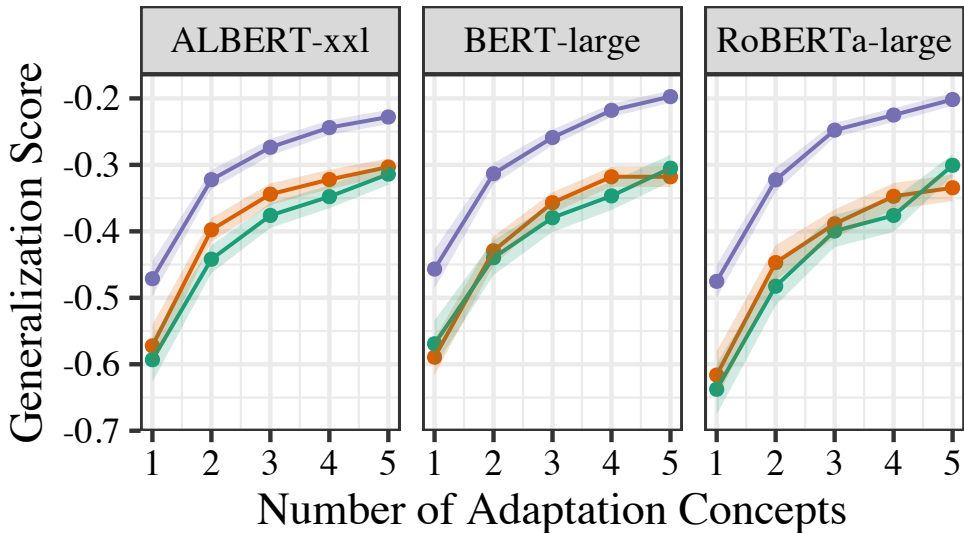 ALBERT-xxl BERT-large RoBERTa-large
Generalization Score
-0.2
-0.3
-0.4
-0.5
-0.6
-0.7
1 2 3 4 5 1 2 3 4 5 1 2 3 4 5
Number of Adaptation Concepts